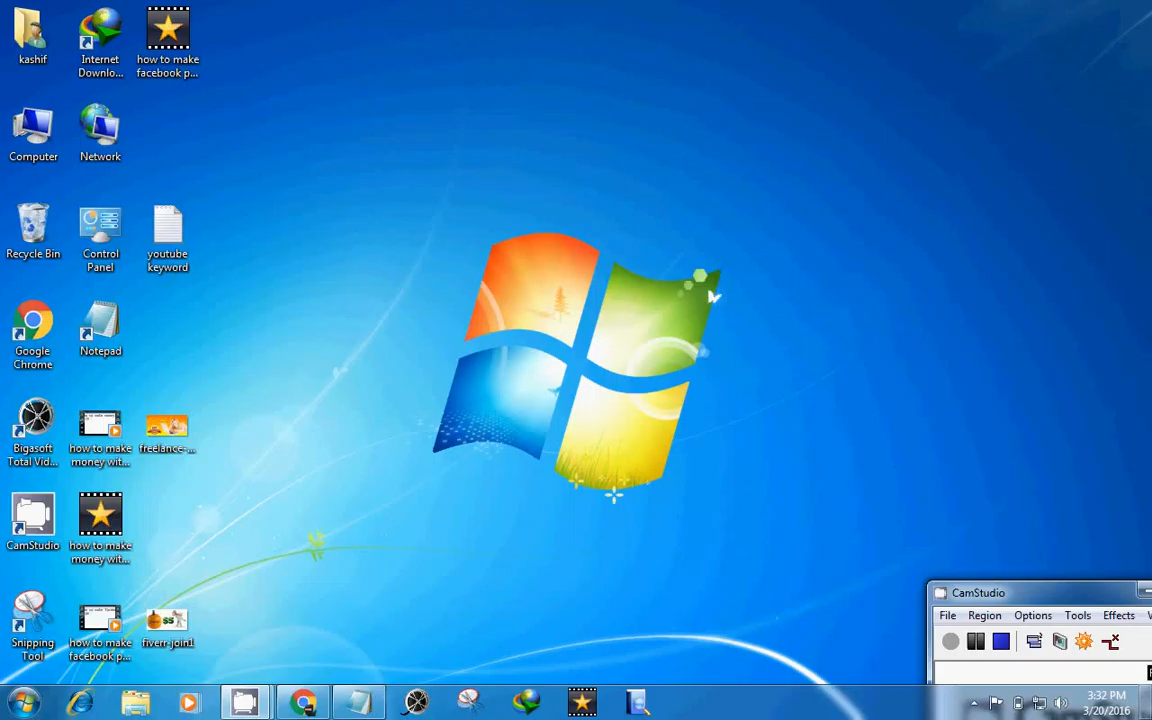 kashif
Internet
Downlo...
how to make
facebook p...
Computer
Network
Recycle Bin
Control
Panel
youtube
keyword
Google
Chrome
Notepad
Bigasoft
Total Vid...
how to make
money wit...
freelance-...
CamStudio
how to make
money wit...
Snipping
Tool
how to make
facebook p...
fiverr-joint
$5
CamStudio
File Region Options Tools Effects
3:32 PM
3/20/2016